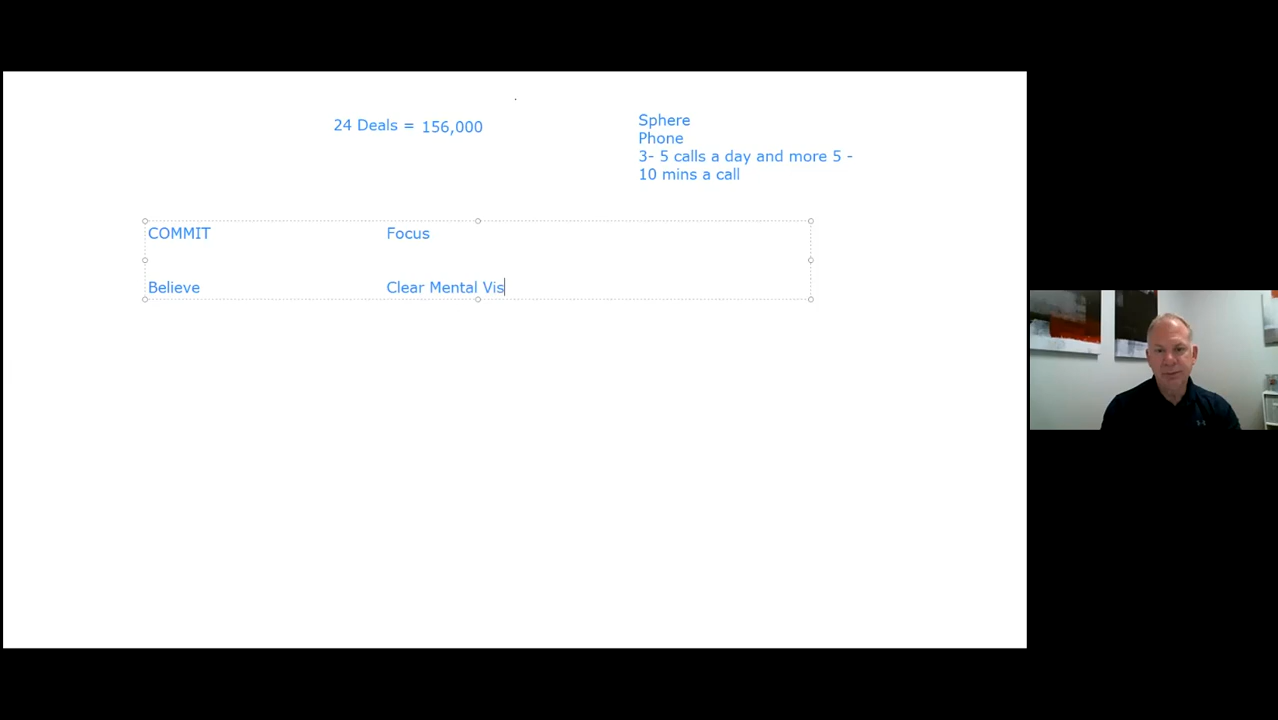 24 Deals = 156,000
Sphere
Phone
3- 5 calls a day and more 5 -
10 mins a call
COMMIT Focus
Believe Clear Mental Vis